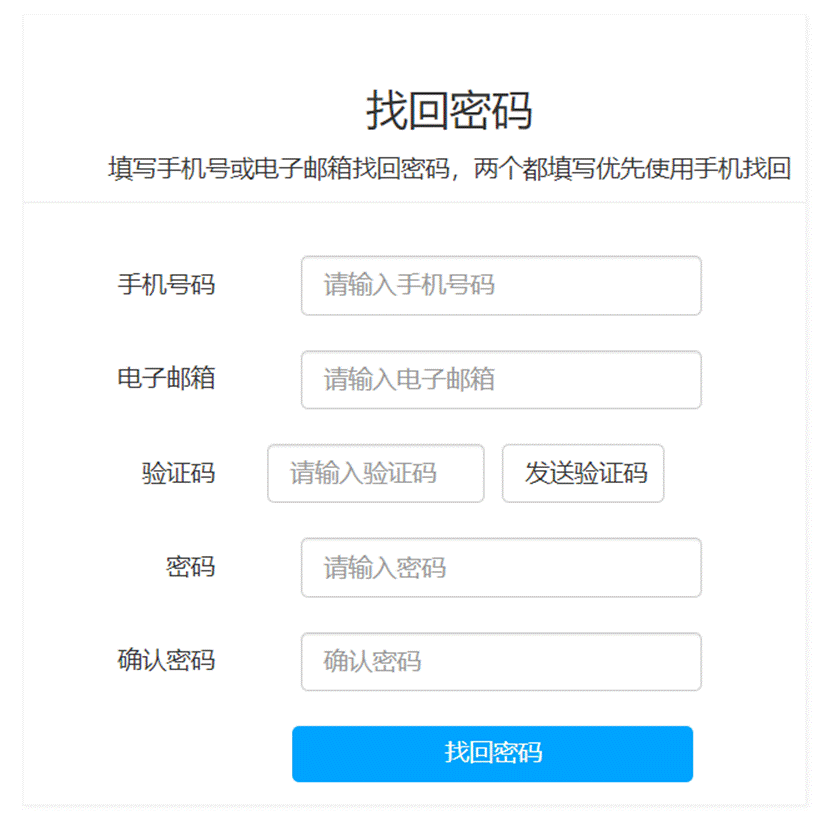 找回密码
填写手机号或电子邮箱找回密码，两个都填写优先使用手机找回
手机号码 请输入手机号码
电子邮箱 请输入电子邮箱
验证码 请输入验证码 发送验证码
密码 请输入密码
确认密码 确认密码
找回密码